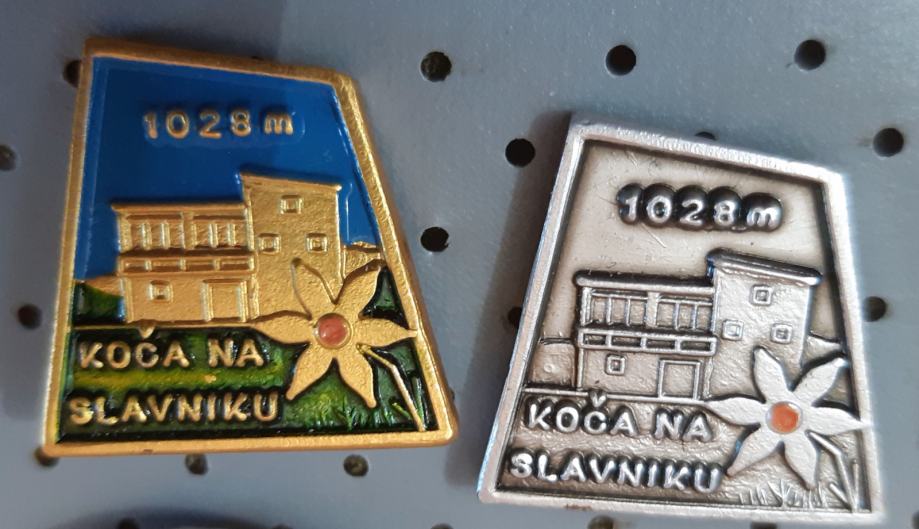 1028 m
KOČA NA
SLAVNIKU
1028 m
KOČA NA
SLAVNIKU